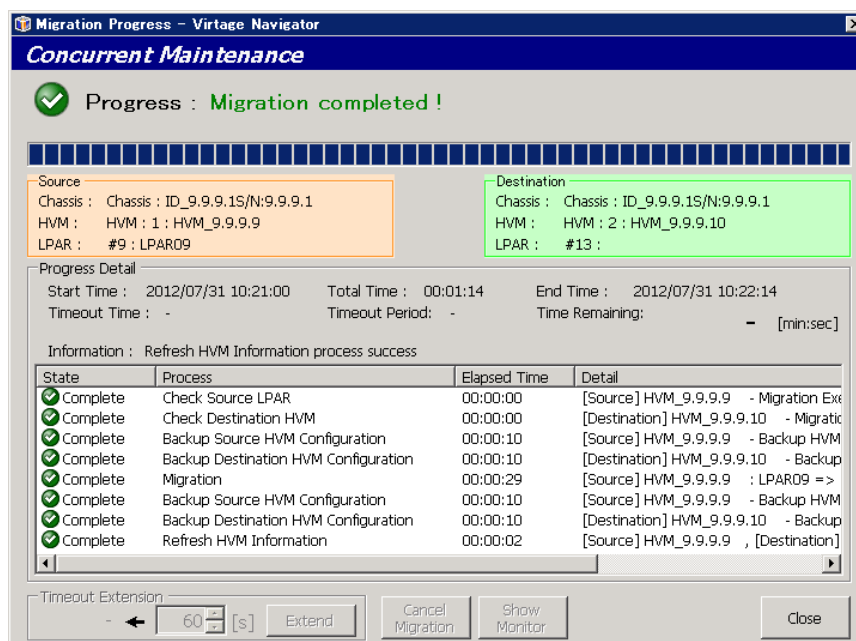 Migration Progress - Virtage Navigator
Concurrent Maintenance
Progress : Migration completed !
Source
Chassis : Chassis : ID_9.9.9.1S/N:9.9.9.1
HVM : HVM : 1 : HVM_9.9.9.9
LPAR : #9 : LPAR09
Destination
Chassis : Chassis : ID_9.9.9.1S/N:9.9.9.1
HVM : HVM : 2 : HVM_9.9.9.10
LPAR : #13 :
Progress Detail
Start Time : 2012/07/31 10:21:00 Total Time : 00:01:14 End Time : 2012/07/31 10:22:14
Timeout Time : - Timeout Period: - Time Remaining: - [min:sec]
Information : Refresh HVM Information process success
State Process Elapsed Time Detail
Complete Check Source LPAR 00:00:00 [Source] HVM_9.9.9.9 - Migration Exe
Complete Check Destination HVM 00:00:00 [Destination] HVM_9.9.9.10 - Migratic
Complete Backup Source HVM Configuration 00:00:10 [Source] HVM_9.9.9.9 - Backup HVM
Complete Backup Destination HVM Configuration 00:00:10 [Destination] HVM_9.9.9.10 - Backup
Complete Migration 00:00:29 [Source] HVM_9.9.9.9 : LPAR09 =>
Complete Backup Source HVM Configuration 00:00:10 [Source] HVM_9.9.9.9 - Backup HVM
Complete Backup Destination HVM Configuration 00:00:10 [Destination] HVM_9.9.9.10 - Backup
Complete Refresh HVM Information 00:00:02 [Source] HVM_9.9.9.9 , [Destination]
Timeout Extension
- 60 [s] Extend
Cancel Migration
Show Monitor
Close